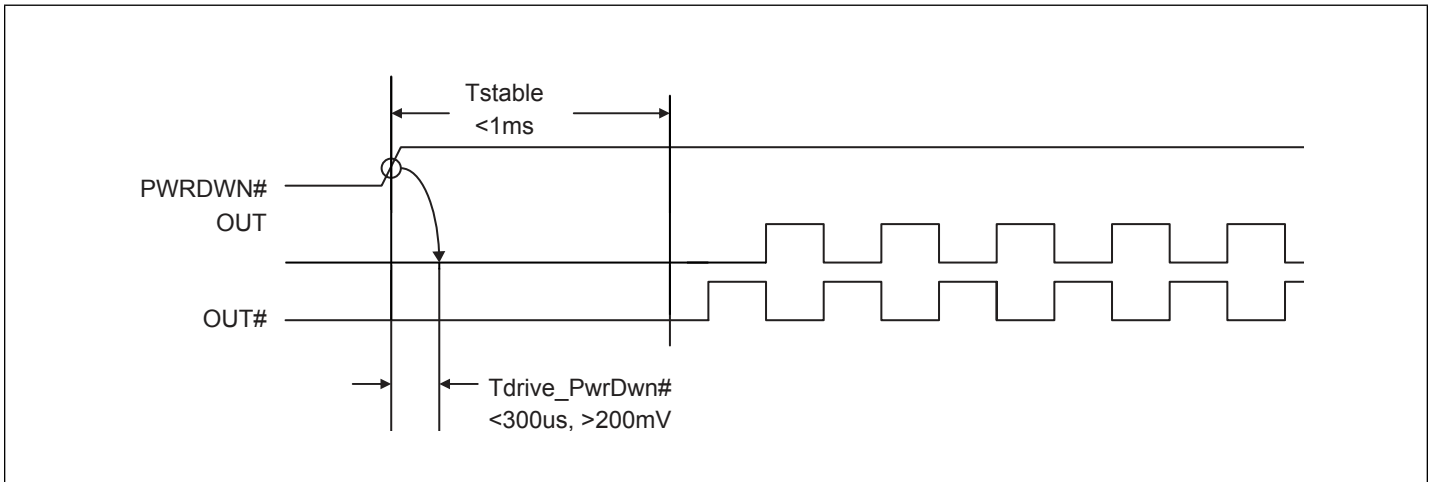 Tstable
<1ms
PWRDWN#
OUT
OUT#
Tdrive_PwrDwn#
<300us, >200mV